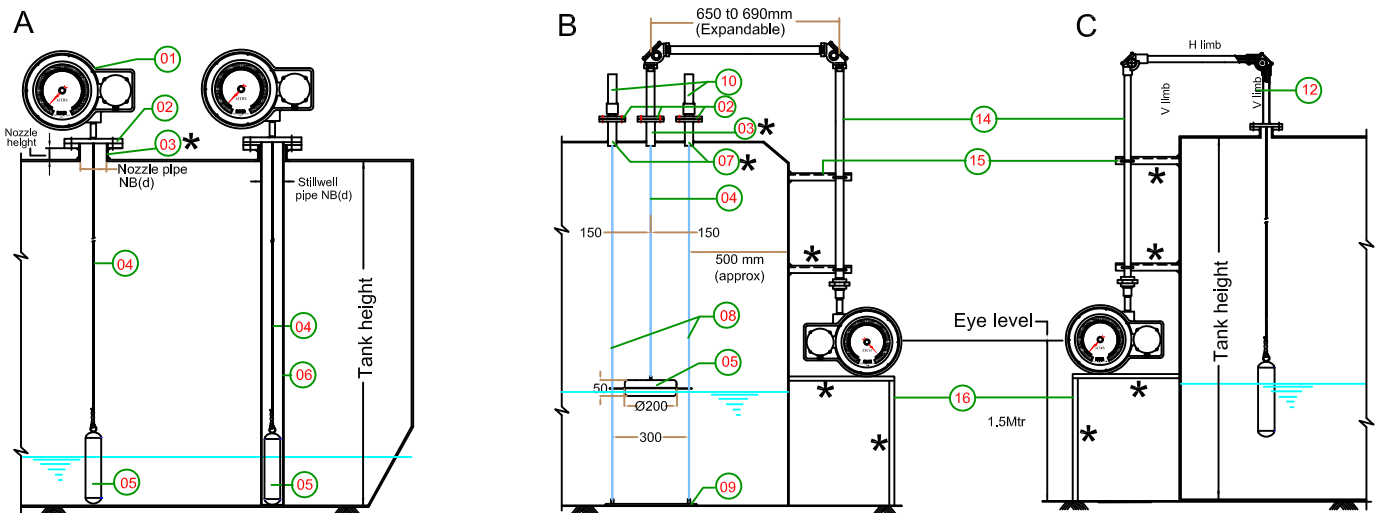 A
01
MTRS
02
Nozzle
height
03 *
Nozzle pipe
NB(d)
Stillwell
pipe NB(d)
04
04
06
Tank height
05
05
B
650 t0 690mm
(Expandable)
10
02
03 *
07 *
04
150
150
500 mm
(approx)
*
08
05
50
Ø200
300
09
*
*
C
H limb
V limb
V limb
12
14
15
*
*
Eye level
Tank height
16
1.5Mtr
*
*